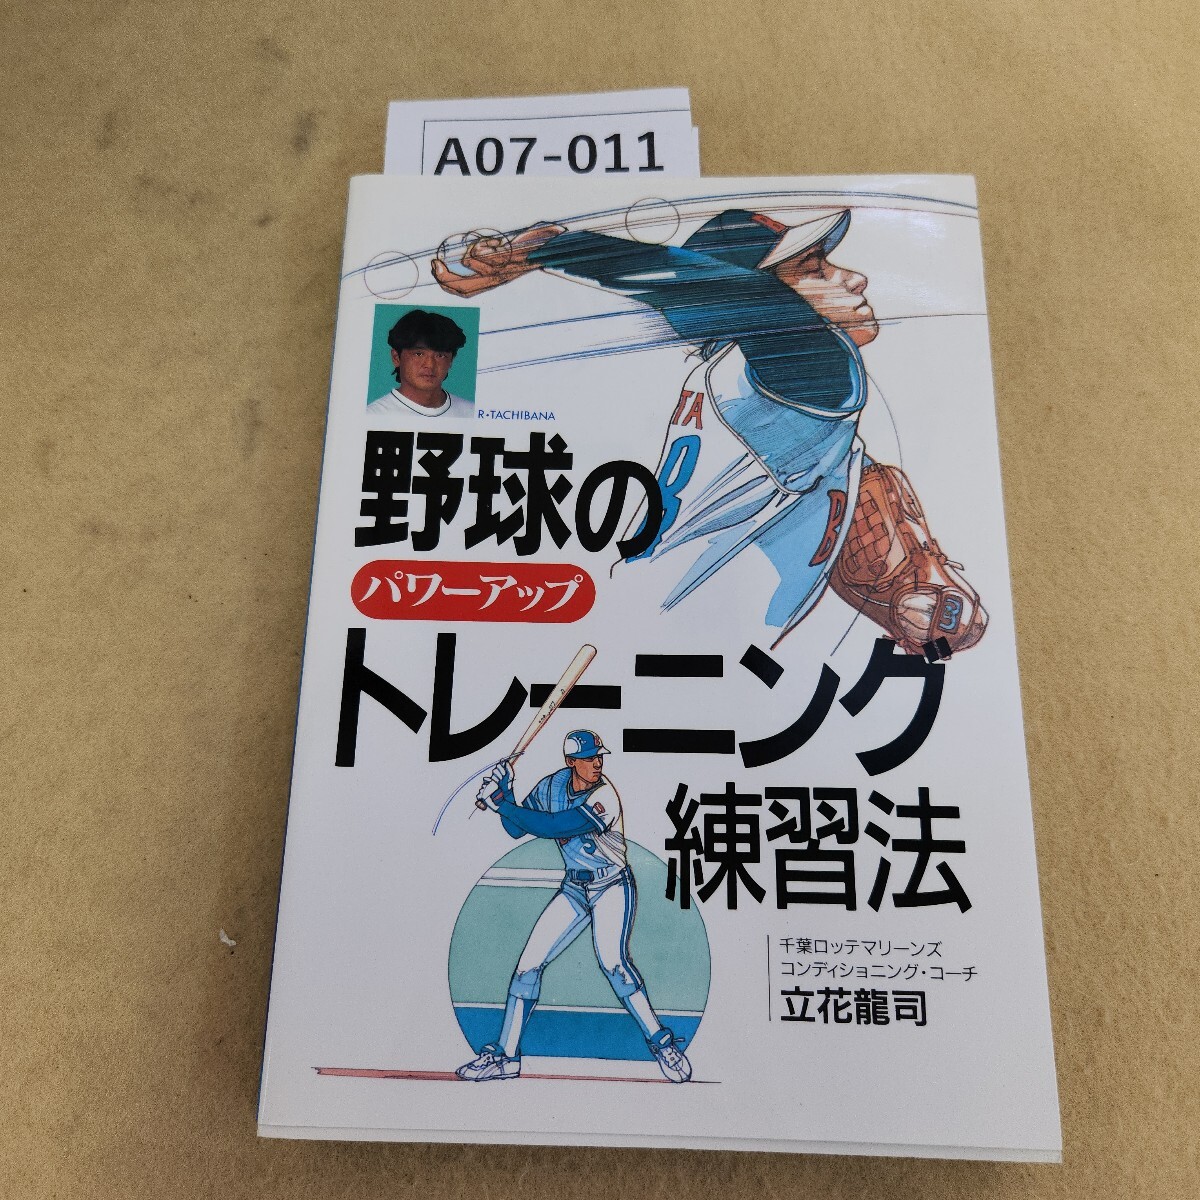 A07-011
R・TACHIBANA
TA
B
B
野球の
パワーアップ
トレーニング
練習法
千葉ロッテマリーンズ
コンディショニング・コーチ
立花龍司